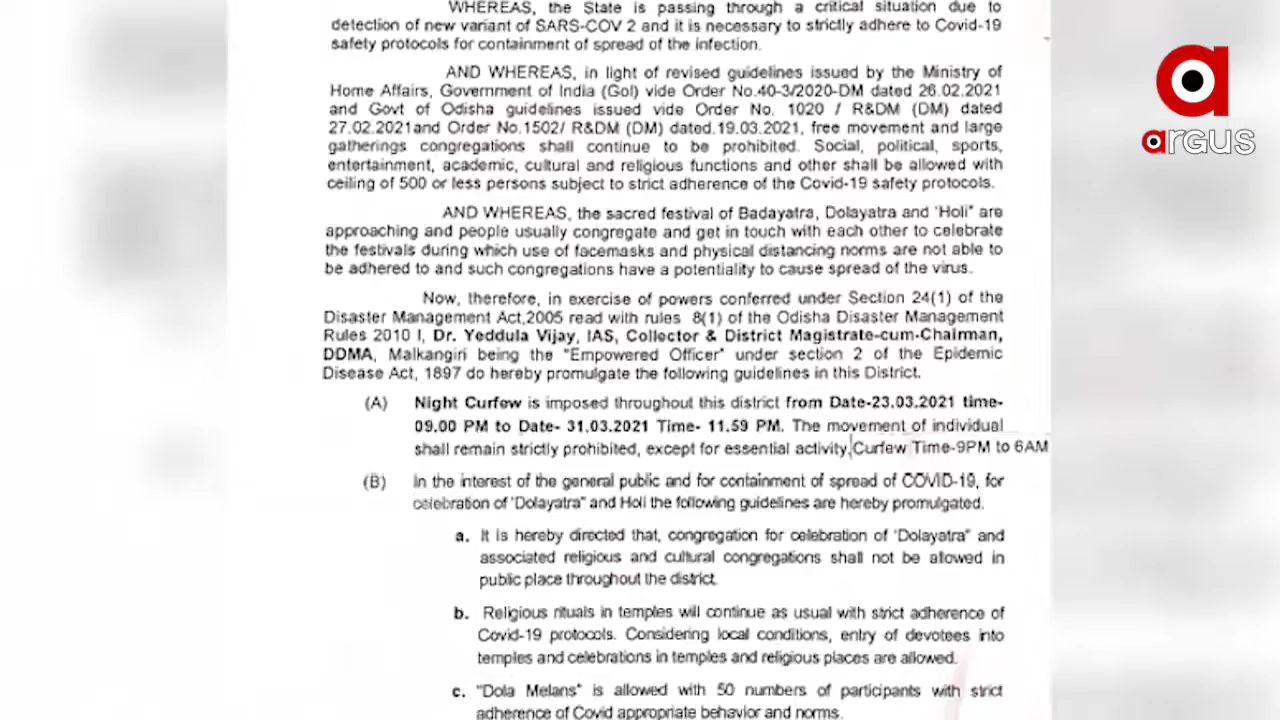 WHEREAS, the State is passing through a critical situation due to
detection of new variant of SARS-COV 2 and it is necessary to strictly adhere to Covid-19
safety protocols for containment of spread of the infection.
AND WHEREAS, in light of revised guidelines issued by the Ministry of
Home Affairs, Government of India (GoI) vide Order No.40-3/2020-DM dated 26.02.2021
and Govt of Odisha guidelines issued vide Order No. 1020 / R&DM (DM) dated
27.02.2021and Order No.1502/ R&DM (DM) dated.19.03.2021, free movement and large
gatherings congregations shall continue to be prohibited. Social, political, sports,
entertainment, academic, cultural and religious functions and other shall be allowed with
ceiling of 500 or less persons subject to strict adherence of the Covid-19 safety protocols.
AND WHEREAS, the sacred festival of Badayatra, Dolayatra and 'Holi" are
approaching and people usually congregate and get in touch with each other to celebrate
the festivals during which use of facemasks and physical distancing norms are not able to
be adhered to and such congregations have a potentiality to cause spread of the virus.
Now, therefore, in exercise of powers conferred under Section 24(1) of the
Disaster Management Act,2005 read with rules 8(1) of the Odisha Disaster Management
Rules 2010 I, Dr. Yeddula Vijay, IAS, Collector & District Magistrate-cum-Chairman,
DDMA, Malkangiri being the "Empowered Officer" under section 2 of the Epidemic
Disease Act, 1897 do hereby promulgate the following guidelines in this District.
(A) Night Curfew is imposed throughout this district from Date-23.03.2021 time-
09.00 PM to Date- 31.03.2021 Time- 11.59 PM. The movement of individual
shall remain strictly prohibited, except for essential activity,Curfew Time-9PM to 6AM
(B) In the interest of the general public and for containment of spread of COVID-19, for
celebration of 'Dolayatra" and Holi the following guidelines are hereby promulgated.
a. It is hereby directed that, congregation for celebration of 'Dolayatra" and
associated religious and cultural congregations shall not be allowed in
public place throughout the district.
b. Religious rituals in temples will continue as usual with strict adherence of
Covid-19 protocols. Considering local conditions, entry of devotees into
temples and celebrations in temples and religious places are allowed.
c. "Dola Melans" is allowed with 50 numbers of participants with strict
adherence of Covid appropriate behavior and norms.
a
argus